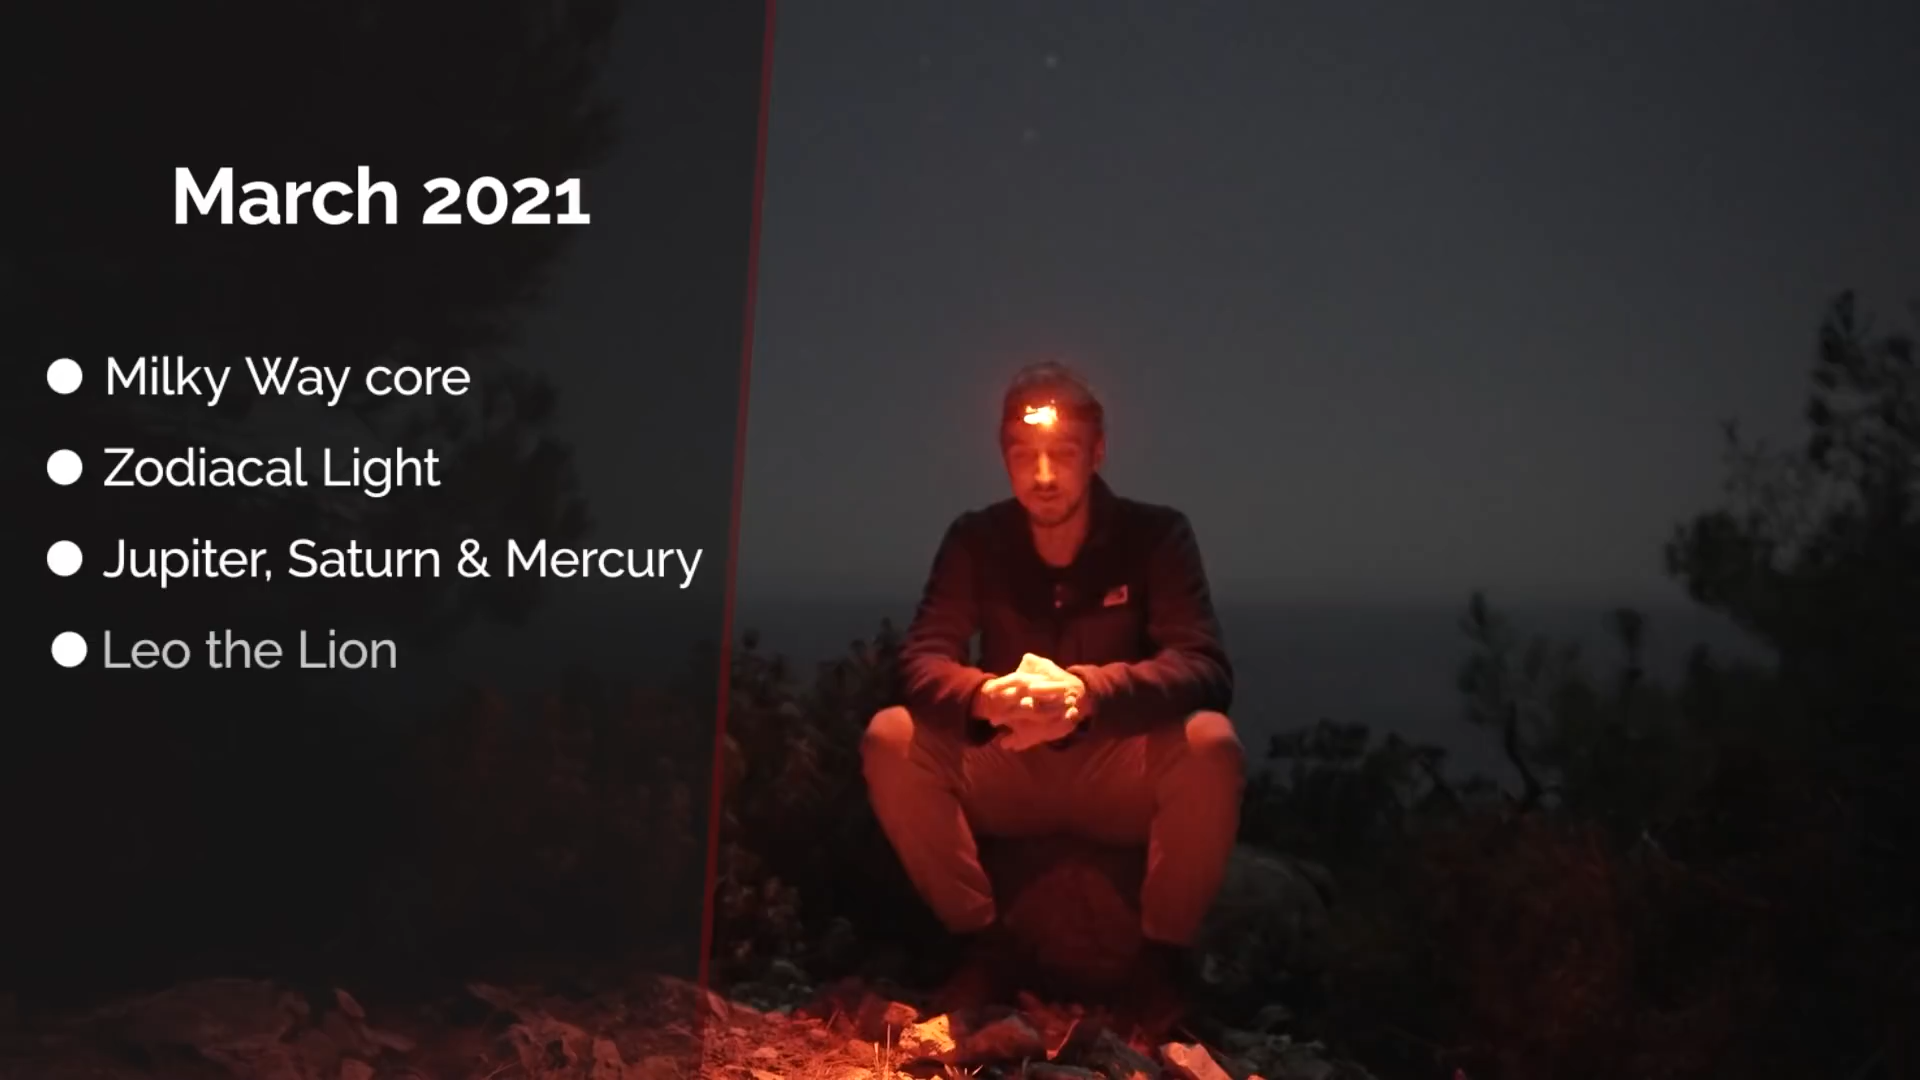 March 2021
Milky Way core
Zodiacal Light
Jupiter, Saturn & Mercury
Leo the Lion